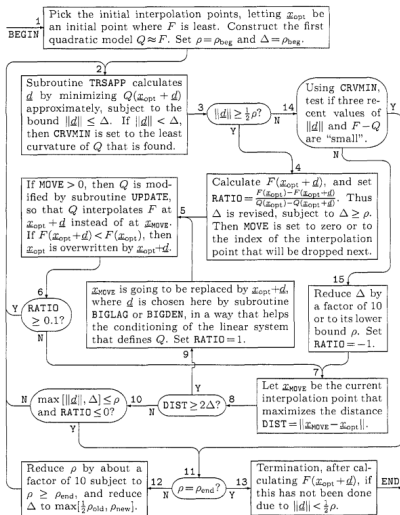 1
BEGIN
Pick the initial interpolation points, letting x_opt be
an initial point where F is least. Construct the first
quadratic model Q≈F. Set ρ=ρ_beg and Δ=ρ_beg.
2
Subroutine TRSAPP calculates
d by minimizing Q(x_opt + d)
approximately, subject to the
bound ‖d‖ ≤ Δ. If ‖d‖ < Δ,
then CRVMIN is set to the least
curvature of Q that is found.
3
‖d‖ ≥ ½ρ?
14
N
Y
Using CRVMIN,
test if three re-
cent values of
‖d‖ and F−Q
are “small”.
Y
N
4
Calculate F(x_opt + d), and set
RATIO = (F(x_opt)−F(x_opt+d))/(Q(x_opt)−Q(x_opt+d)). Thus
Δ is revised, subject to Δ≥ρ.
Then MOVE is set to zero or to
the index of the interpolation
point that will be dropped next.
If MOVE>0, then Q is mod-
ified by subroutine UPDATE,
so that Q interpolates F at
x_opt+d instead of at x_MOVE.
If F(x_opt+d)<F(x_opt), then
x_opt is overwritten by x_opt+d.
5
6
Y
RATIO
≥ 0.1?
N
x_MOVE is going to be replaced by x_opt+d,
where d is chosen here by subroutine
BIGLAG or BIGDEN, in a way that helps
the conditioning of the linear system
that defines Q. Set RATIO=1.
9
15
Reduce Δ by a
factor of 10
or to its lower
bound ρ. Set
RATIO=−1.
7
Let x_MOVE be the current
interpolation point that
maximizes the distance
DIST=‖x_MOVE−x_opt‖.
8
Y
DIST≥2Δ?
N
10
max[‖d‖,Δ]≤ρ
and RATIO≤0?
N
Y
11
ρ=ρ_end?
N
12
Y
13
Reduce ρ by about a
factor of 10 subject to
ρ ≥ ρ_end, and reduce
Δ to max[½ρ_old, ρ_new].
Termination, after cal-
culating F(x_opt+d), if
this has not been done
due to ‖d‖<½ρ.
END